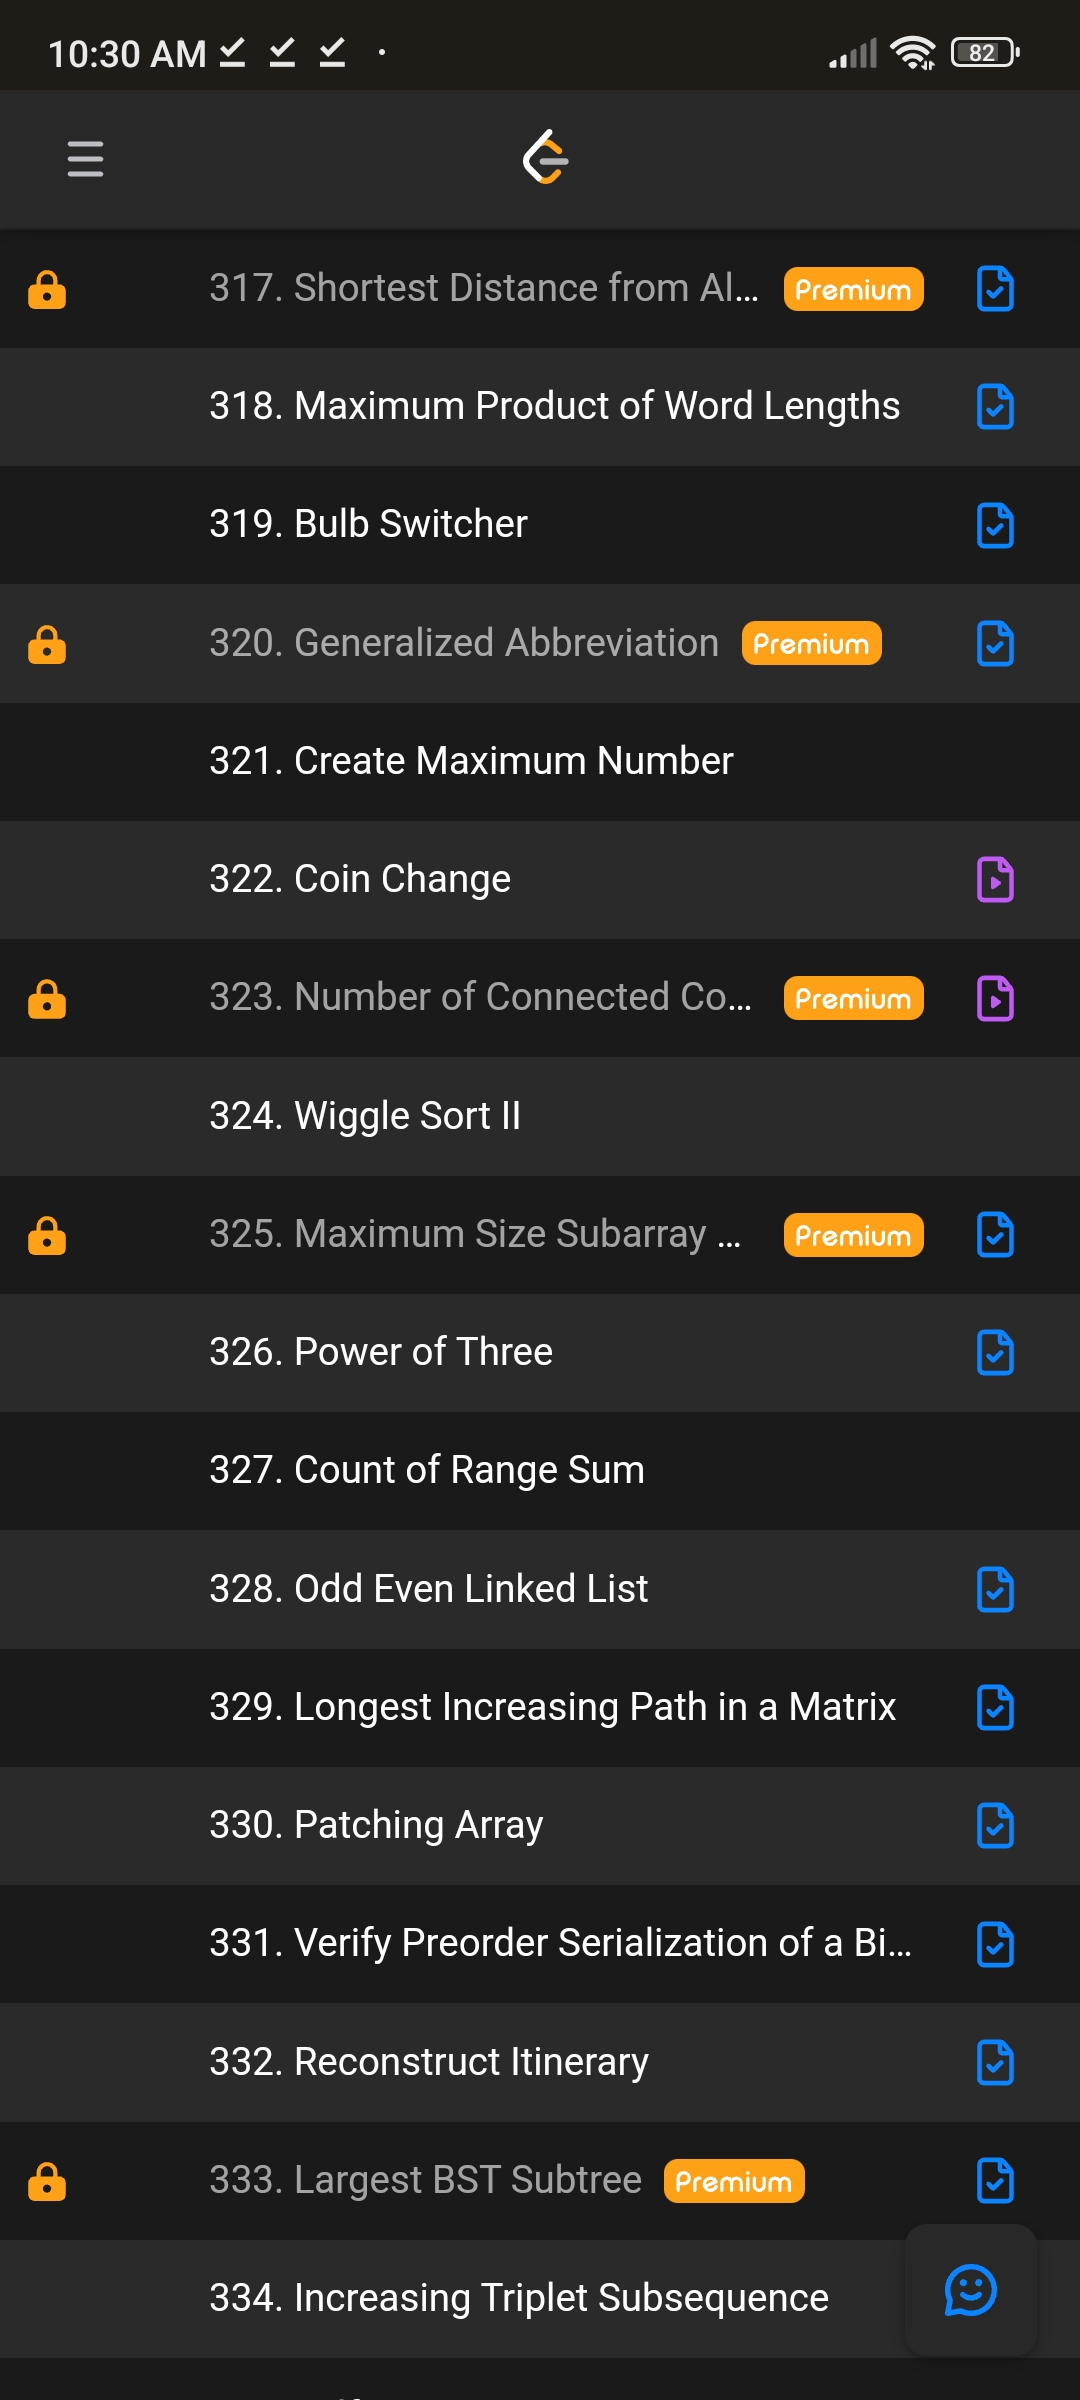 10:30 AM
82
317. Shortest Distance from Al... Premium
318. Maximum Product of Word Lengths
319. Bulb Switcher
320. Generalized Abbreviation Premium
321. Create Maximum Number
322. Coin Change
323. Number of Connected Co... Premium
324. Wiggle Sort II
325. Maximum Size Subarray ... Premium
326. Power of Three
327. Count of Range Sum
328. Odd Even Linked List
329. Longest Increasing Path in a Matrix
330. Patching Array
331. Verify Preorder Serialization of a Bi...
332. Reconstruct Itinerary
333. Largest BST Subtree Premium
334. Increasing Triplet Subsequence